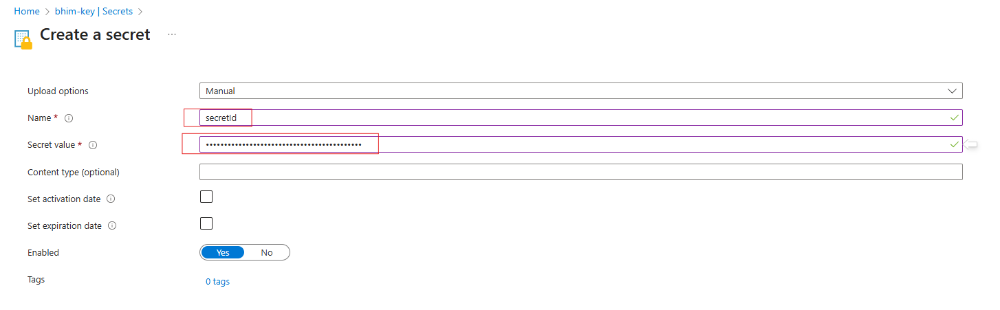 Home > bhim-key | Secrets >
Create a secret ...
Upload options Manual
Name * secretId
Secret value * •••••••••••••••••••••••••••••••••••••••••••
Content type (optional)
Set activation date
Set expiration date
Enabled Yes No
Tags 0 tags